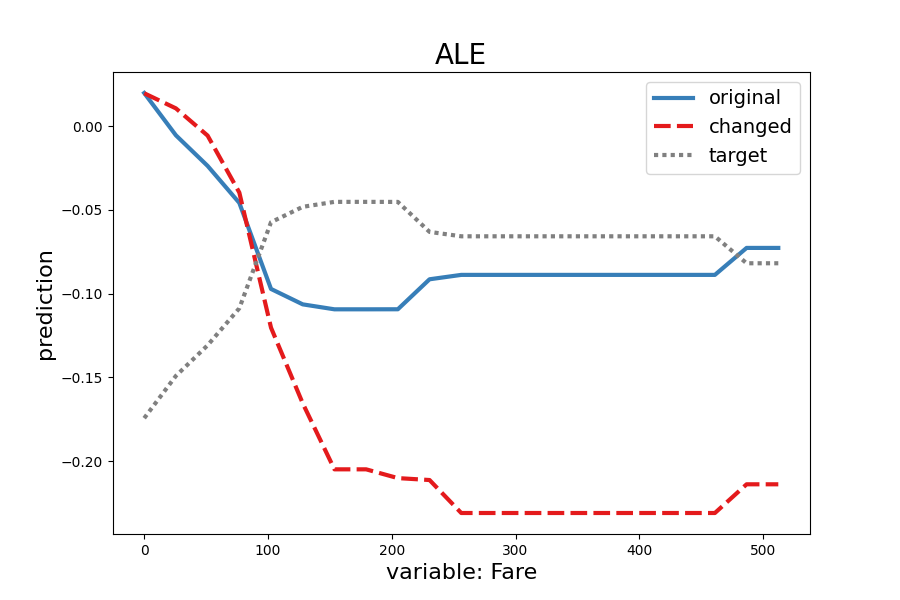 ALE
original
changed
target
prediction
0.00
−0.05
−0.10
−0.15
−0.20
0
100
200
300
400
500
variable: Fare